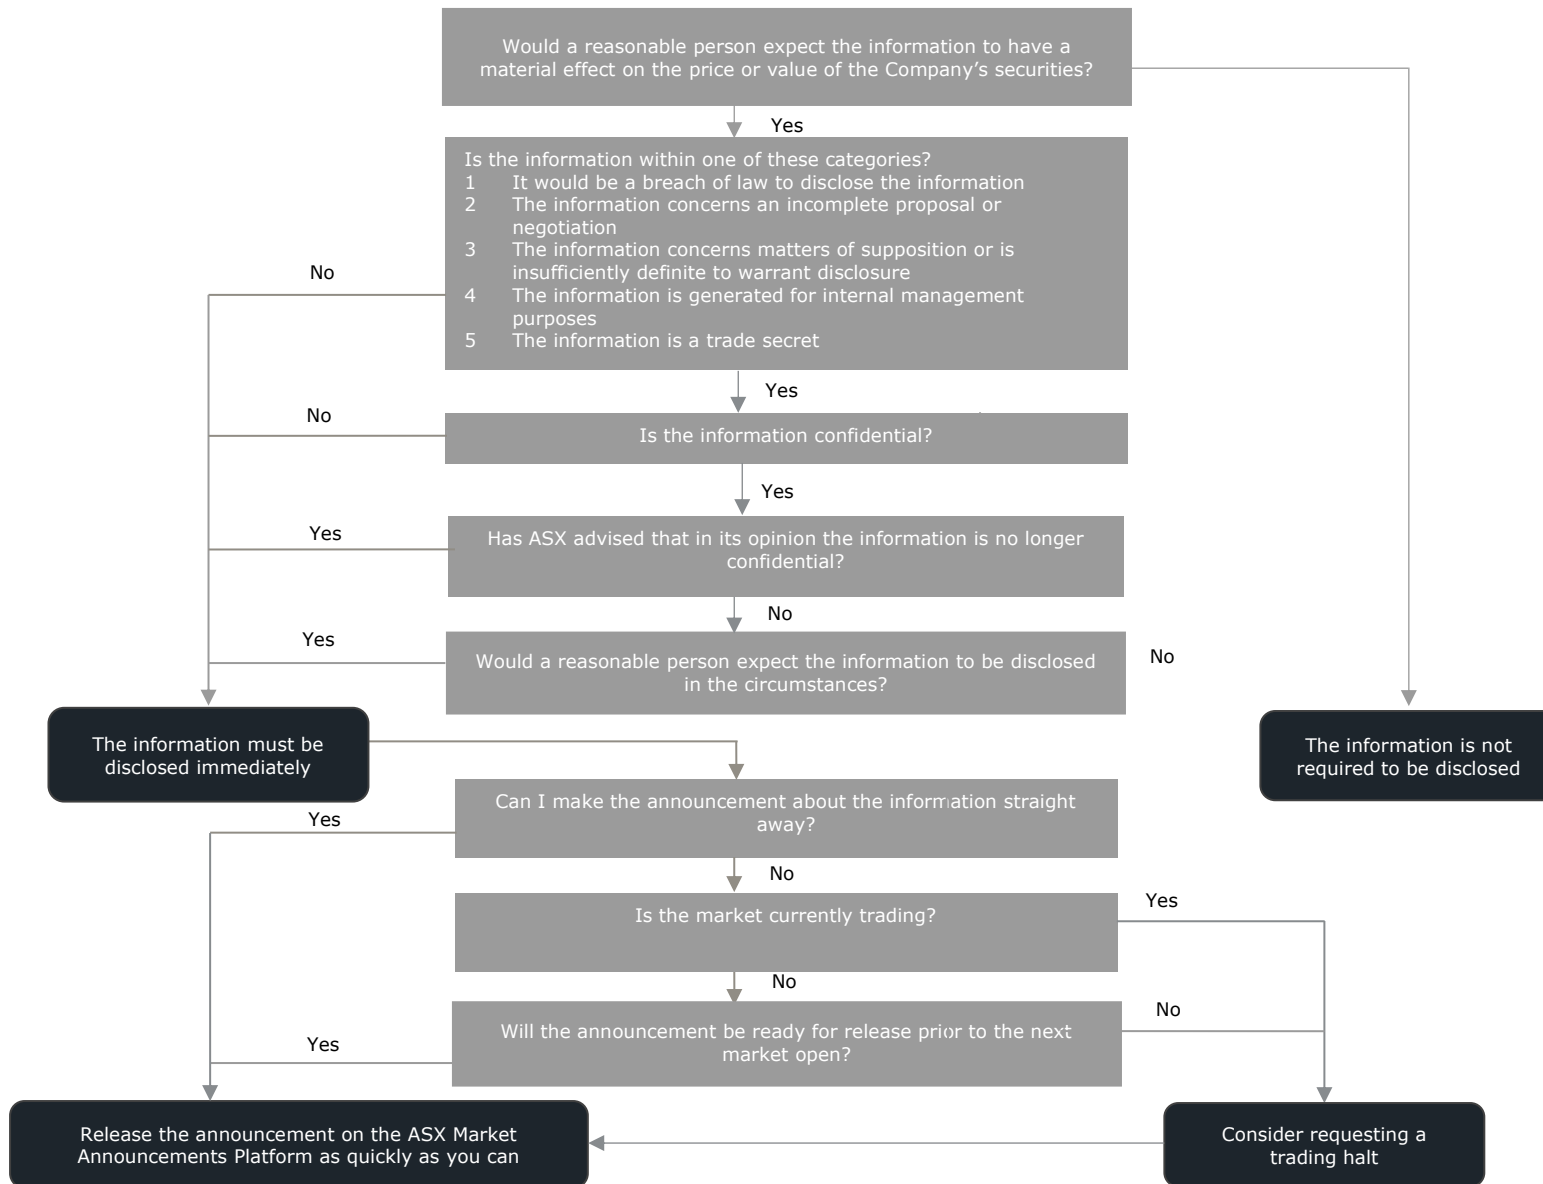 Would a reasonable person expect the information to have a
material effect on the price or value of the Company’s securities?
Yes
Is the information within one of these categories?
1 It would be a breach of law to disclose the information
2 The information concerns an incomplete proposal or
negotiation
3 The information concerns matters of supposition or is
insufficiently definite to warrant disclosure
4 The information is generated for internal management
purposes
5 The information is a trade secret
No
Yes
No
Is the information confidential?
Yes
Yes
Has ASX advised that in its opinion the information is no longer
confidential?
No
Yes
Would a reasonable person expect the information to be disclosed
in the circumstances?
No
The information must be
disclosed immediately
The information is not
required to be disclosed
Can I make the announcement about the information straight
away?
Yes
No
Is the market currently trading?
Yes
No
Will the announcement be ready for release prior to the next
market open?
No
Yes
Release the announcement on the ASX Market
Announcements Platform as quickly as you can
Consider requesting a
trading halt